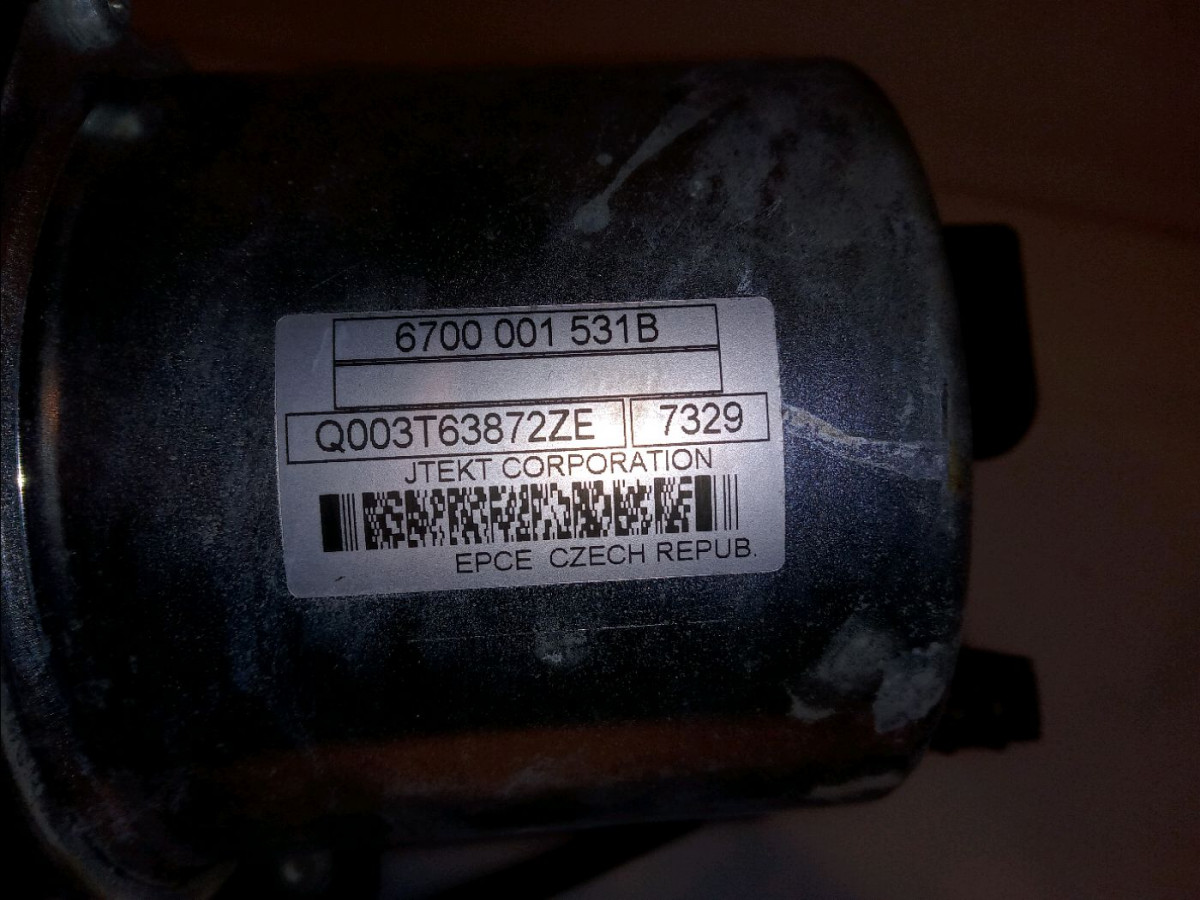 6700 001 531B
Q003T63872ZE 7329
JTEKT CORPORATION
EPCE CZECH REPUB.